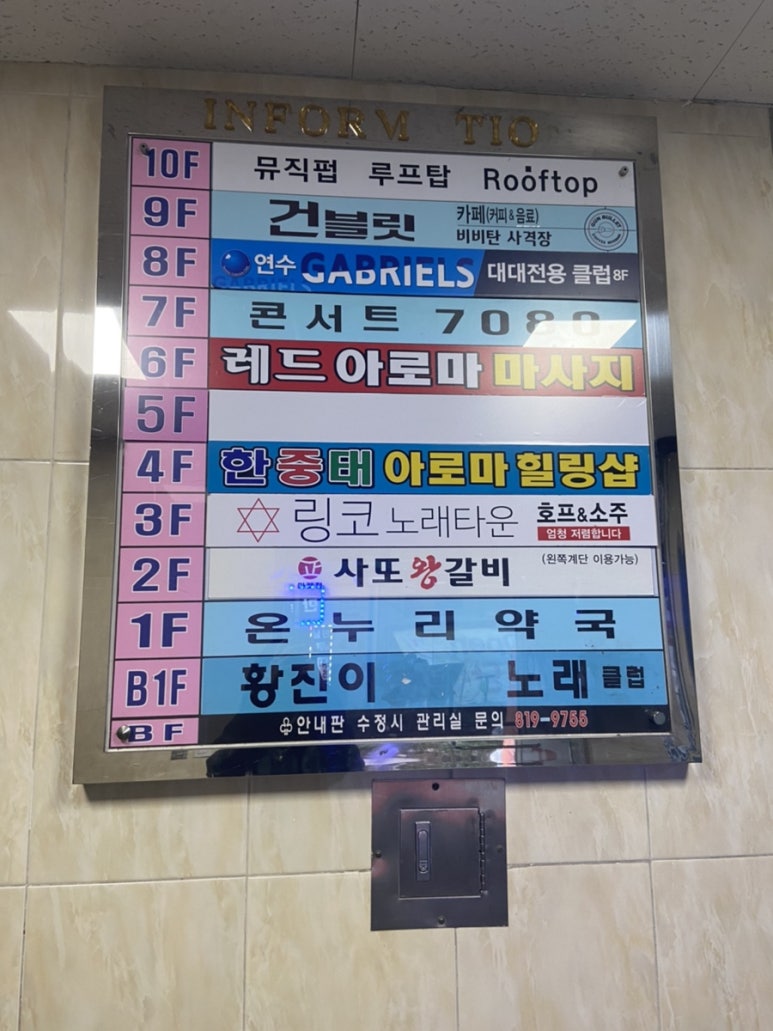 INFORM TIO
10F 뮤직펍 루프탑 Rooftop
9F 건블릿 카페(커피&음료)
비비탄 사격장
GUN BULLET
8F 연수 GABRIELS 대대전용 클럽 8F
7F 콘서트 7080
6F 레드 아로마 마사지
5F
4F 한중태 아로마 힐링샵
3F 링코 노래타운 호프&소주
엄청 저렴합니다
2F 사또 왕갈비 (왼쪽계단 이용가능)
1F 온누리약국
B1F 황진이 노래 클럽
BF 안내판 수정시 관리실 문의 819-9755